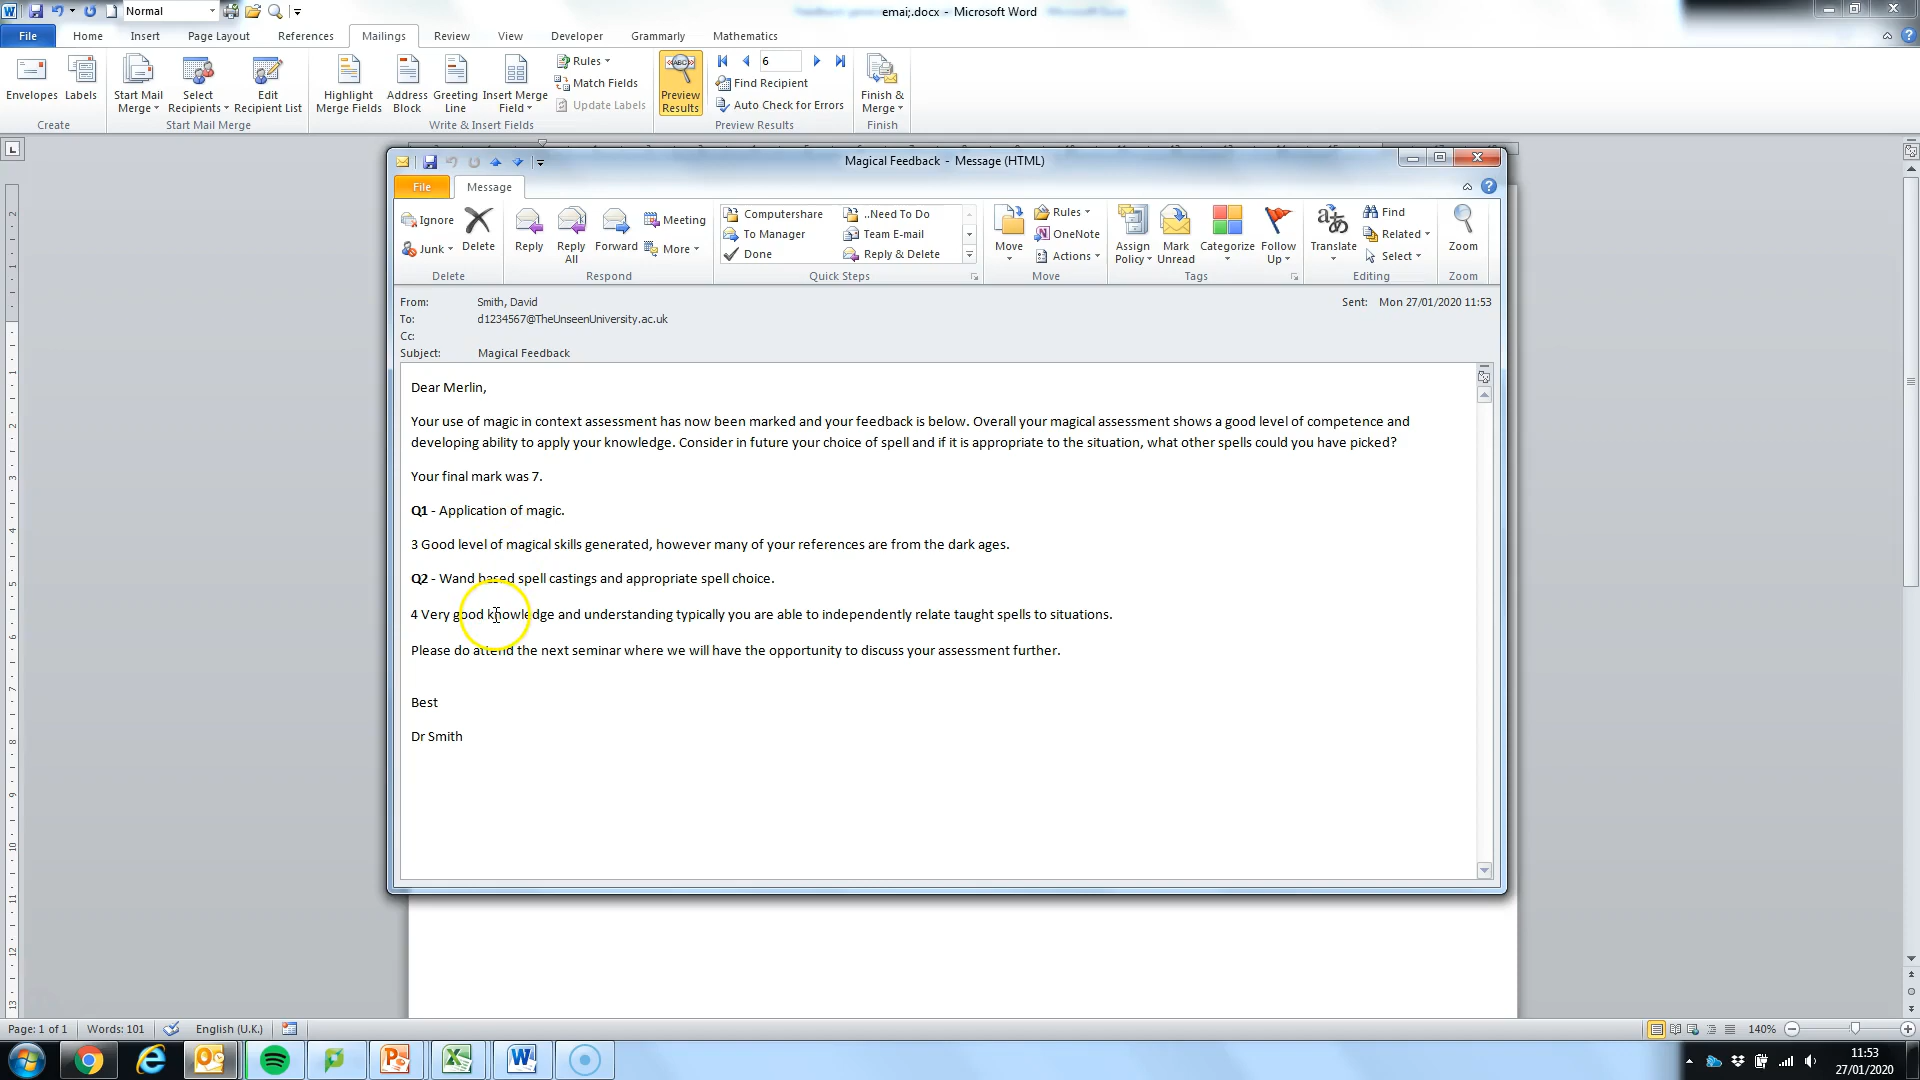 Normal
emai;.docx - Microsoft Word
File Home Insert Page Layout References Mailings Review View Developer Grammarly Mathematics
Envelopes
Labels
Create
Start Mail Merge
Select Recipients
Edit Recipient List
Start Mail Merge
Highlight Merge Fields
Address Block
Greeting Line
Insert Merge Field
Rules
Match Fields
Update Labels
Write & Insert Fields
ABC
Preview Results
6
Find Recipient
Auto Check for Errors
Preview Results
Finish & Merge
Finish
Magical Feedback - Message (HTML)
File Message
Ignore
Junk
Delete
Delete
Reply
Reply All
Forward
Meeting
More
Respond
Computershare
To Manager
Done
..Need To Do
Team E-mail
Reply & Delete
Quick Steps
Move
Rules
OneNote
Actions
Move
Assign Policy
Mark Unread
Categorize
Follow Up
Tags
Translate
Find
Related
Select
Editing
Zoom
Zoom
From: Smith, David Sent: Mon 27/01/2020 11:53
To: d1234567@TheUnseenUniversity.ac.uk
Cc:
Subject: Magical Feedback
Dear Merlin,
Your use of magic in context assessment has now been marked and your feedback is below. Overall your magical assessment shows a good level of competence and
developing ability to apply your knowledge. Consider in future your choice of spell and if it is appropriate to the situation, what other spells could you have picked?
Your final mark was 7.
Q1 - Application of magic.
3 Good level of magical skills generated, however many of your references are from the dark ages.
Q2 - Wand based spell castings and appropriate spell choice.
4 Very good knowledge and understanding typically you are able to independently relate taught spells to situations.
Please do attend the next seminar where we will have the opportunity to discuss your assessment further.
Best
Dr Smith
Page: 1 of 1 Words: 101 English (U.K.) 140%
11:53
27/01/2020